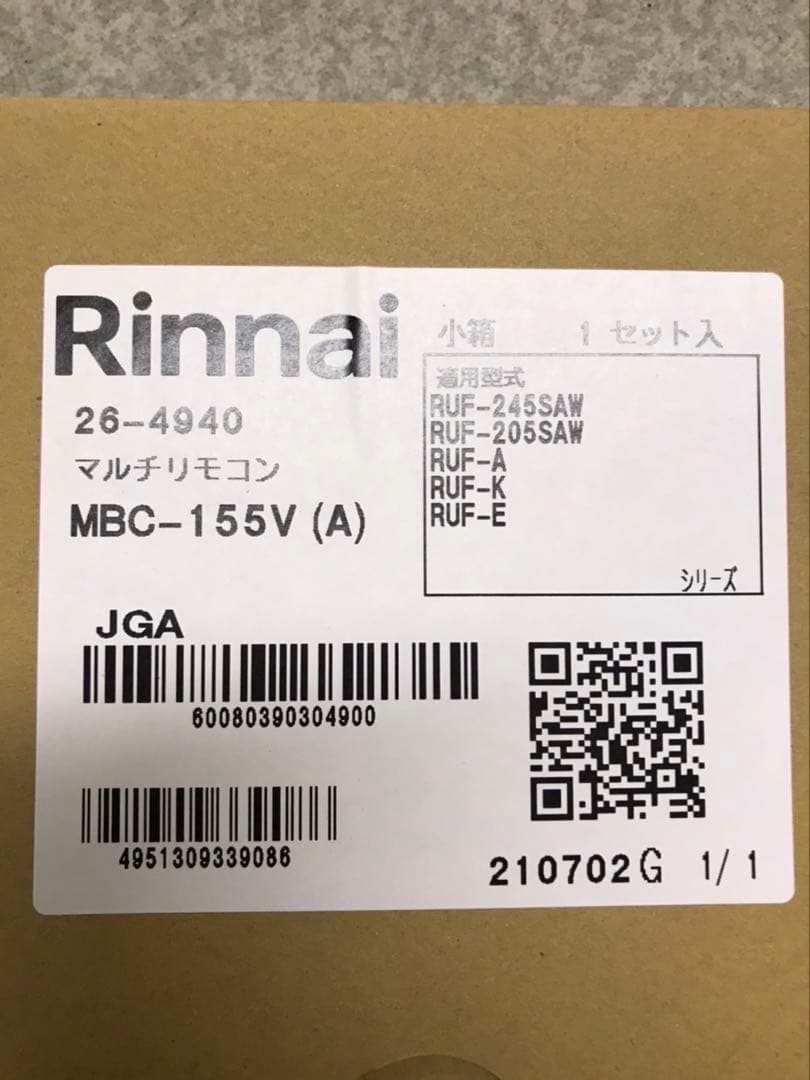 Rinnai
小箱 1 セット入
26-4940
マルチリモコン
MBC-155V(A)
適用型式
RUF-245SAW
RUF-205SAW
RUF-A
RUF-K
RUF-E
シリーズ
JGA
60080390304900
4951309339086
210702G 1/1